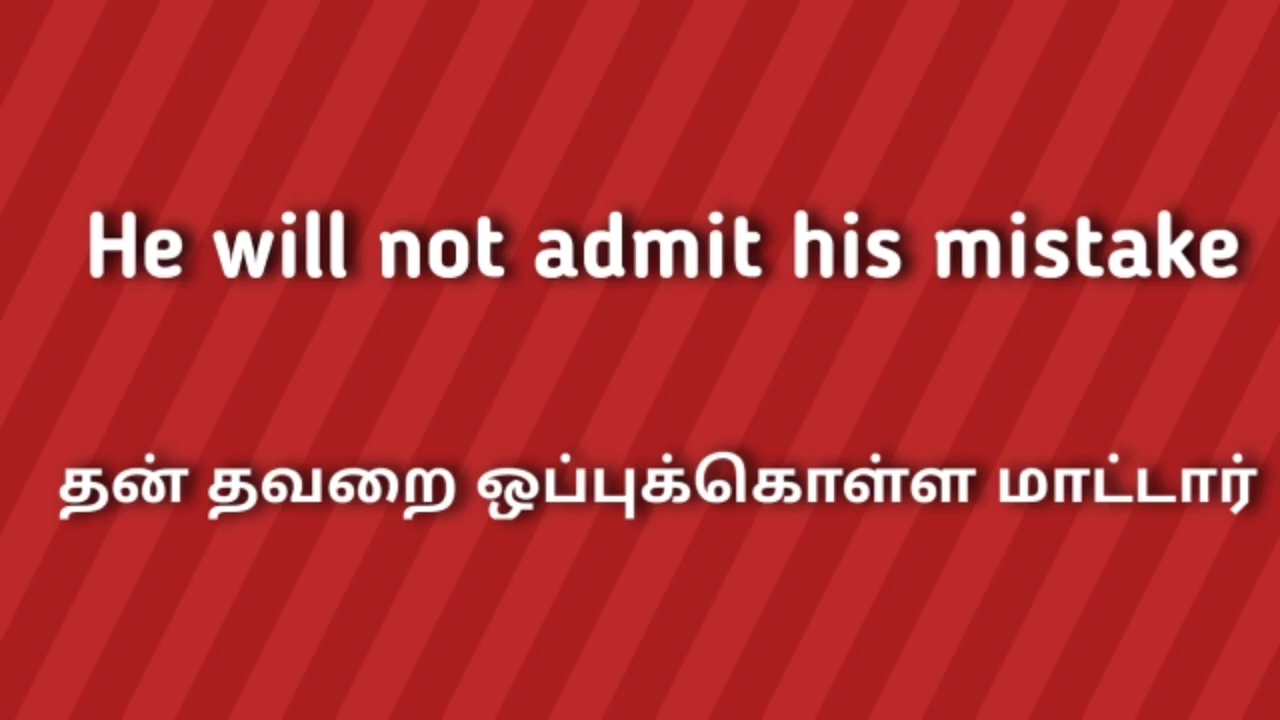 He will not admit his mistake
தன் தவறை ஒப்புக்கொள்ள மாட்டார்